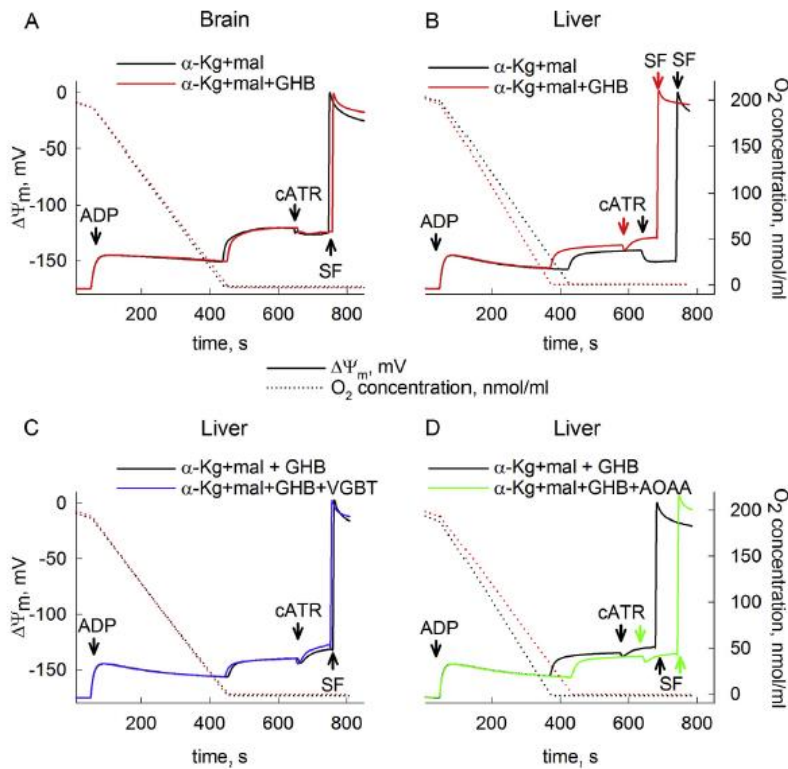 A
Brain
α-Kg+mal
α-Kg+mal+GHB
ΔΨm, mV
0
-50
-100
-150
ADP
cATR
SF
200 400 600 800
time, s
B
Liver
α-Kg+mal
α-Kg+mal+GHB
SF SF
ADP
cATR
O2 concentration, nmol/ml
200
150
100
50
0
200 400 600 800
time, s
ΔΨm, mV
O2 concentration, nmol/ml
C
Liver
α-Kg+mal + GHB
α-Kg+mal+GHB+VGBT
ΔΨm, mV
0
-50
-100
-150
ADP
cATR
SF
200 400 600 800
time, s
D
Liver
α-Kg+mal + GHB
α-Kg+mal+GHB+AOAA
ADP
cATR
SF
O2 concentration, nmol/ml
200
150
100
50
0
200 400 600 800
time, s